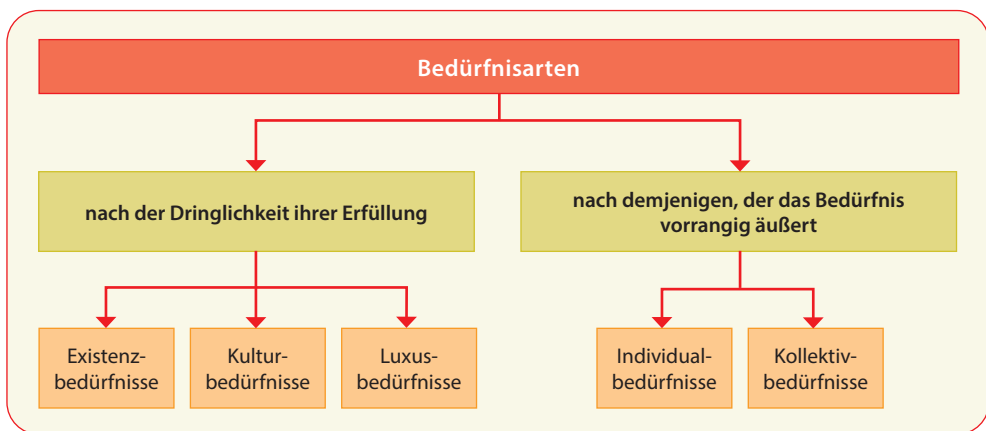 Bedürfnisarten
nach der Dringlichkeit ihrer Erfüllung
nach demjenigen, der das Bedürfnis
vorrangig äußert
Existenz-
bedürfnisse
Kultur-
bedürfnisse
Luxus-
bedürfnisse
Individual-
bedürfnisse
Kollektiv-
bedürfnisse